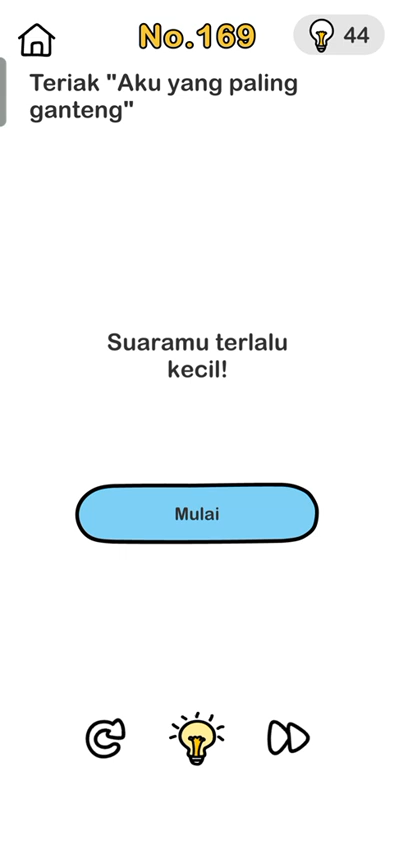 No.169
44
Teriak "Aku yang paling
ganteng"
Suaramu terlalu
kecil!
Mulai